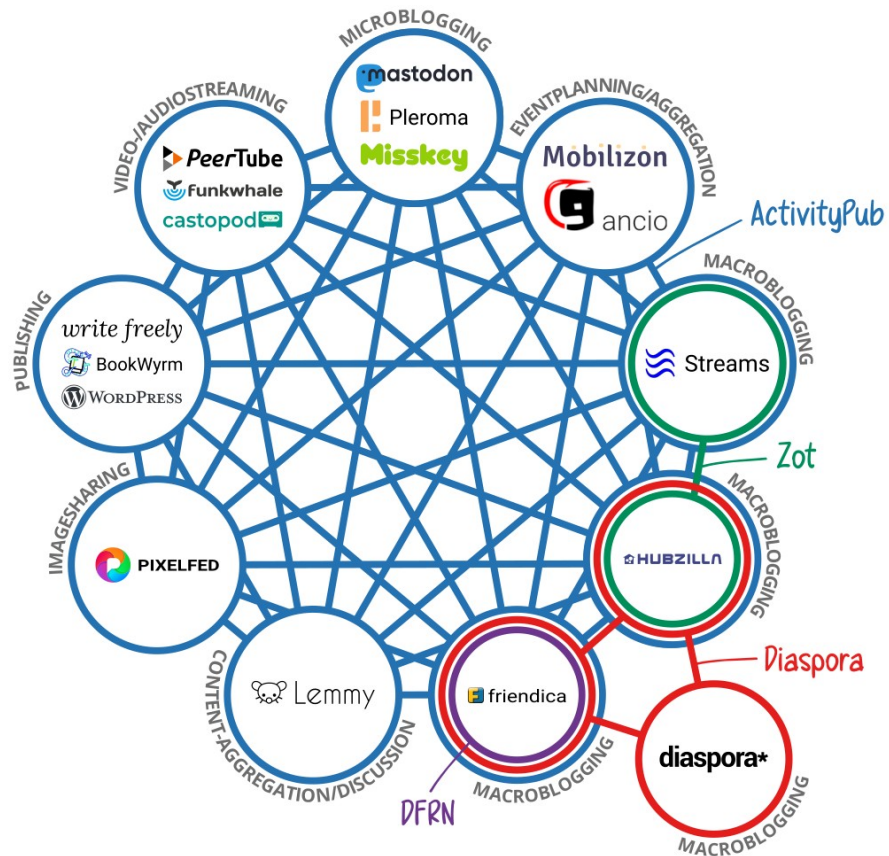 MICROBLOGGING
mastodon
Pleroma
Misskey
EVENTPLANNING/AGGREGATION
Mobilizon
gancio
ActivityPub
VIDEO-/AUDIOSTREAMING
PeerTube
funkwhale
castopod
MACROBLOGGING
Streams
Zot
PUBLISHING
write freely
BookWyrm
WORDPRESS
MACROBLOGGING
HUBZILLA
IMAGESHARING
PIXELFED
Diaspora
CONTENT-AGGREGATION/DISCUSSION
Lemmy
MACROBLOGGING
friendica
DFRN
MACROBLOGGING
diaspora*